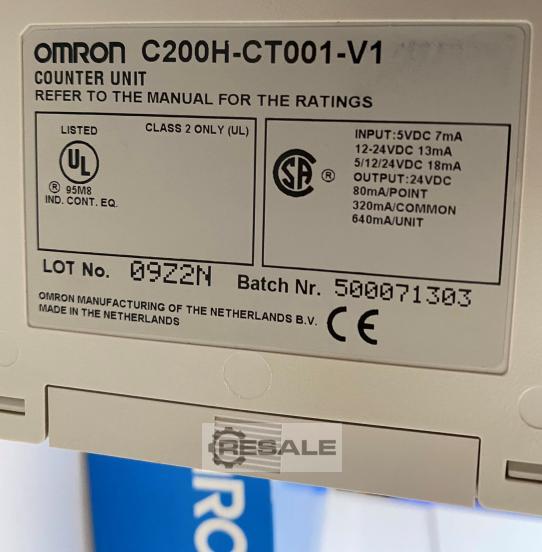 OMRON C200H-CT001-V1
COUNTER UNIT
REFER TO THE MANUAL FOR THE RATINGS
LISTED CLASS 2 ONLY (UL)
UL
® 95M8
IND. CONT. EQ.
SA ®
INPUT:5VDC 7mA
12-24VDC 13mA
5/12/24VDC 18mA
OUTPUT:24VDC
80mA/POINT
320mA/COMMON
640mA/UNIT
LOT No. 09Z2N Batch Nr. 500071303
OMRON MANUFACTURING OF THE NETHERLANDS B.V.
MADE IN THE NETHERLANDS
CE
RESALE
RO